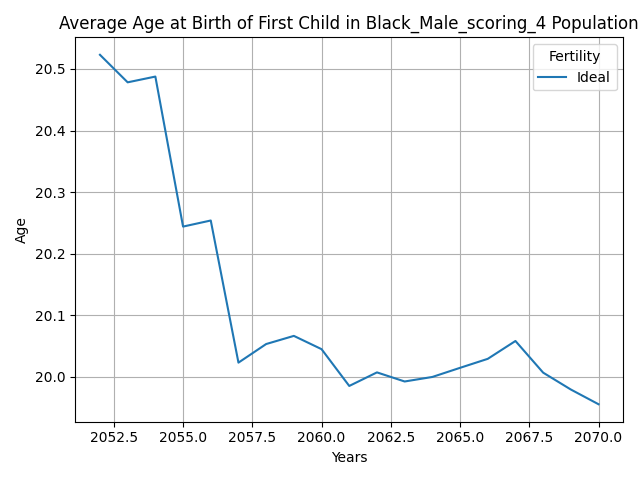 Average Age at Birth of First Child in Black_Male_scoring_4 Population
Fertility
Ideal
20.5
20.4
20.3
20.2
20.1
20.0
Age
2052.5 2055.0 2057.5 2060.0 2062.5 2065.0 2067.5 2070.0
Years